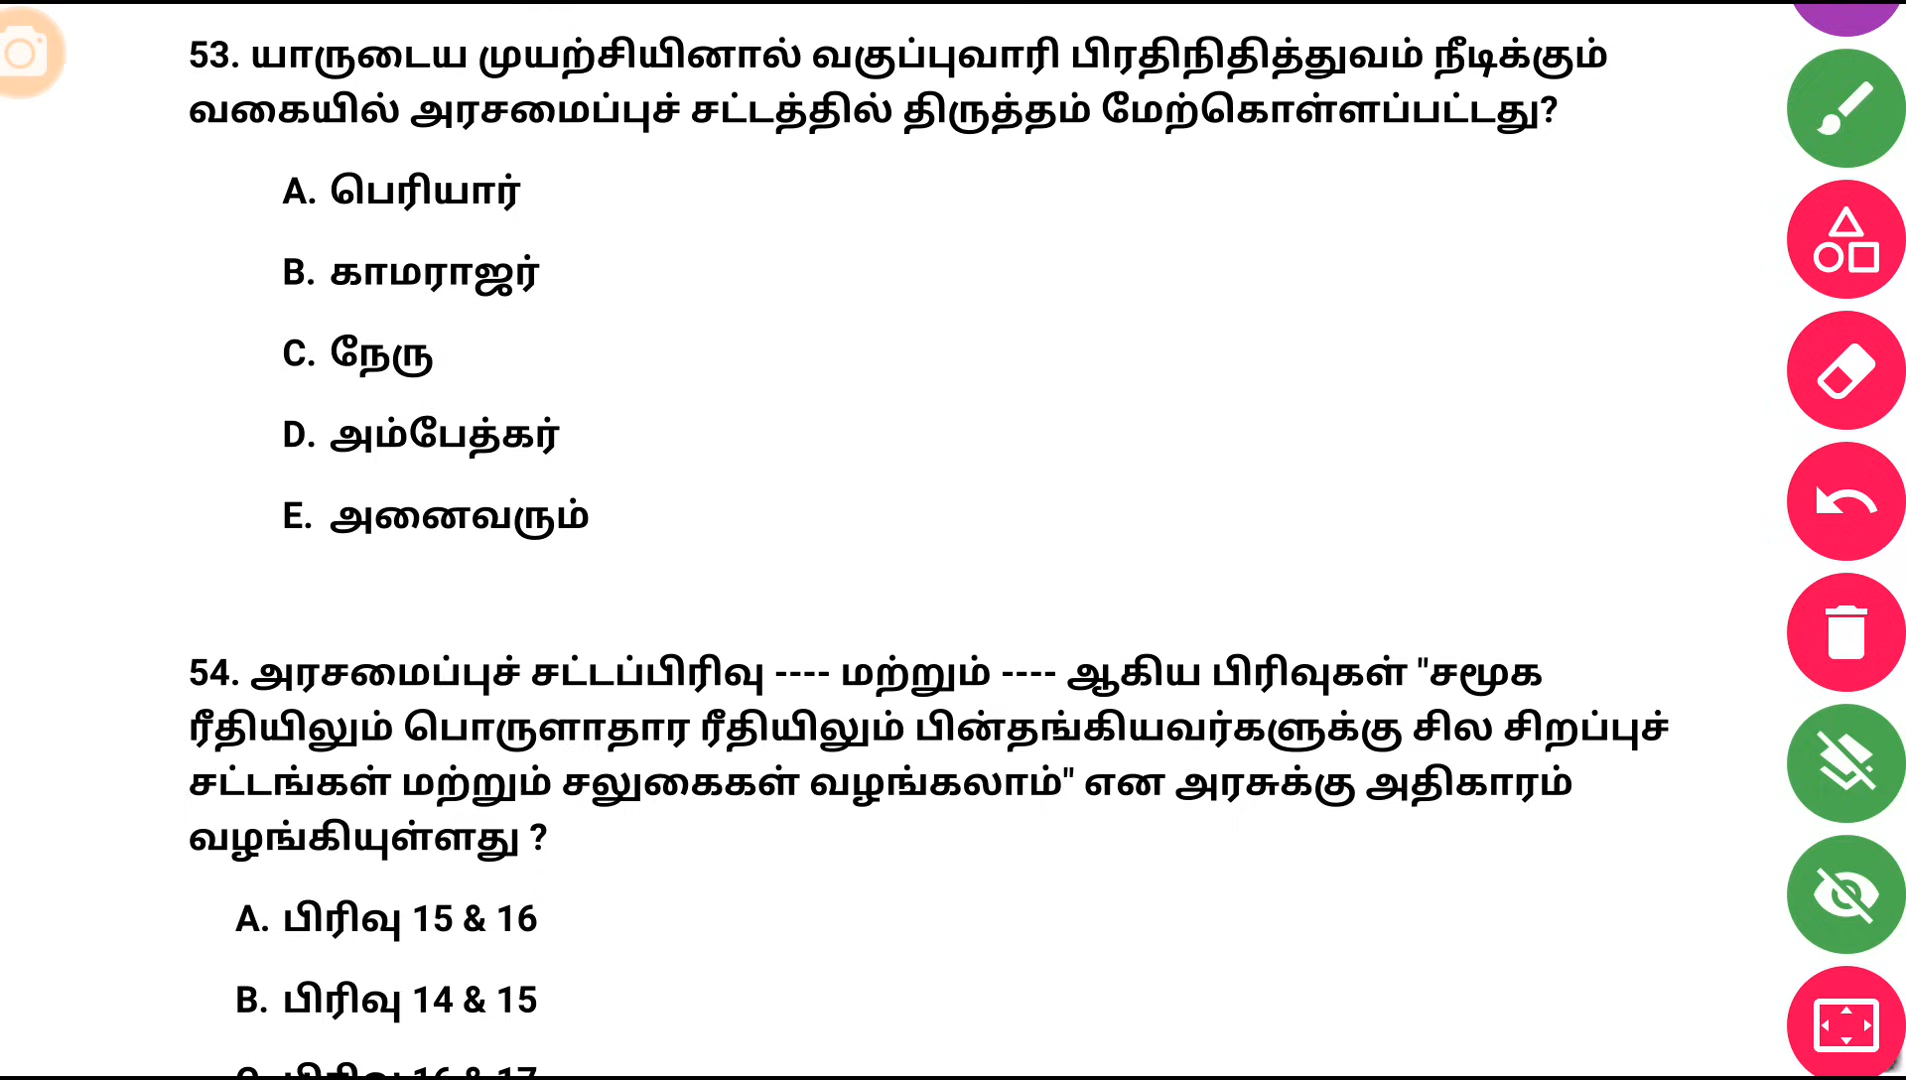 53. யாருடைய முயற்சியினால் வகுப்புவாரி பிரதிநிதித்துவம் நீடிக்கும்
வகையில் அரசமைப்புச் சட்டத்தில் திருத்தம் மேற்கொள்ளப்பட்டது?
A. பெரியார்
B. காமராஜர்
C. நேரு
D. அம்பேத்கர்
E. அனைவரும்
54. அரசமைப்புச் சட்டப்பிரிவு ---- மற்றும் ---- ஆகிய பிரிவுகள் "சமூக
ரீதியிலும் பொருளாதார ரீதியிலும் பின்தங்கியவர்களுக்கு சில சிறப்புச்
சட்டங்கள் மற்றும் சலுகைகள் வழங்கலாம்" என அரசுக்கு அதிகாரம்
வழங்கியுள்ளது ?
A. பிரிவு 15 & 16
B. பிரிவு 14 & 15